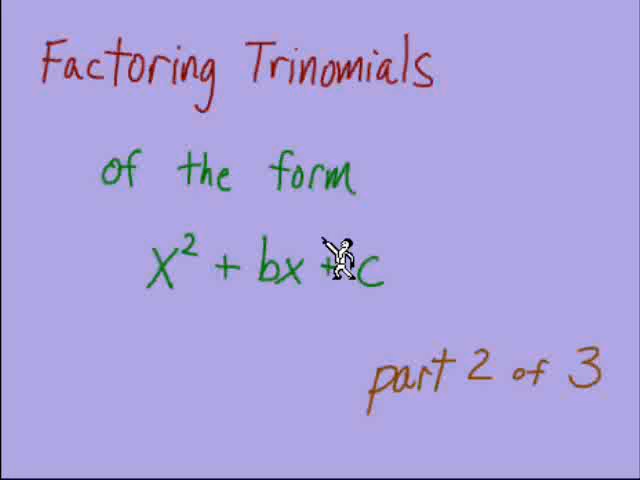 Factoring Trinomials
of the form
x² + bx + c
part 2 of 3